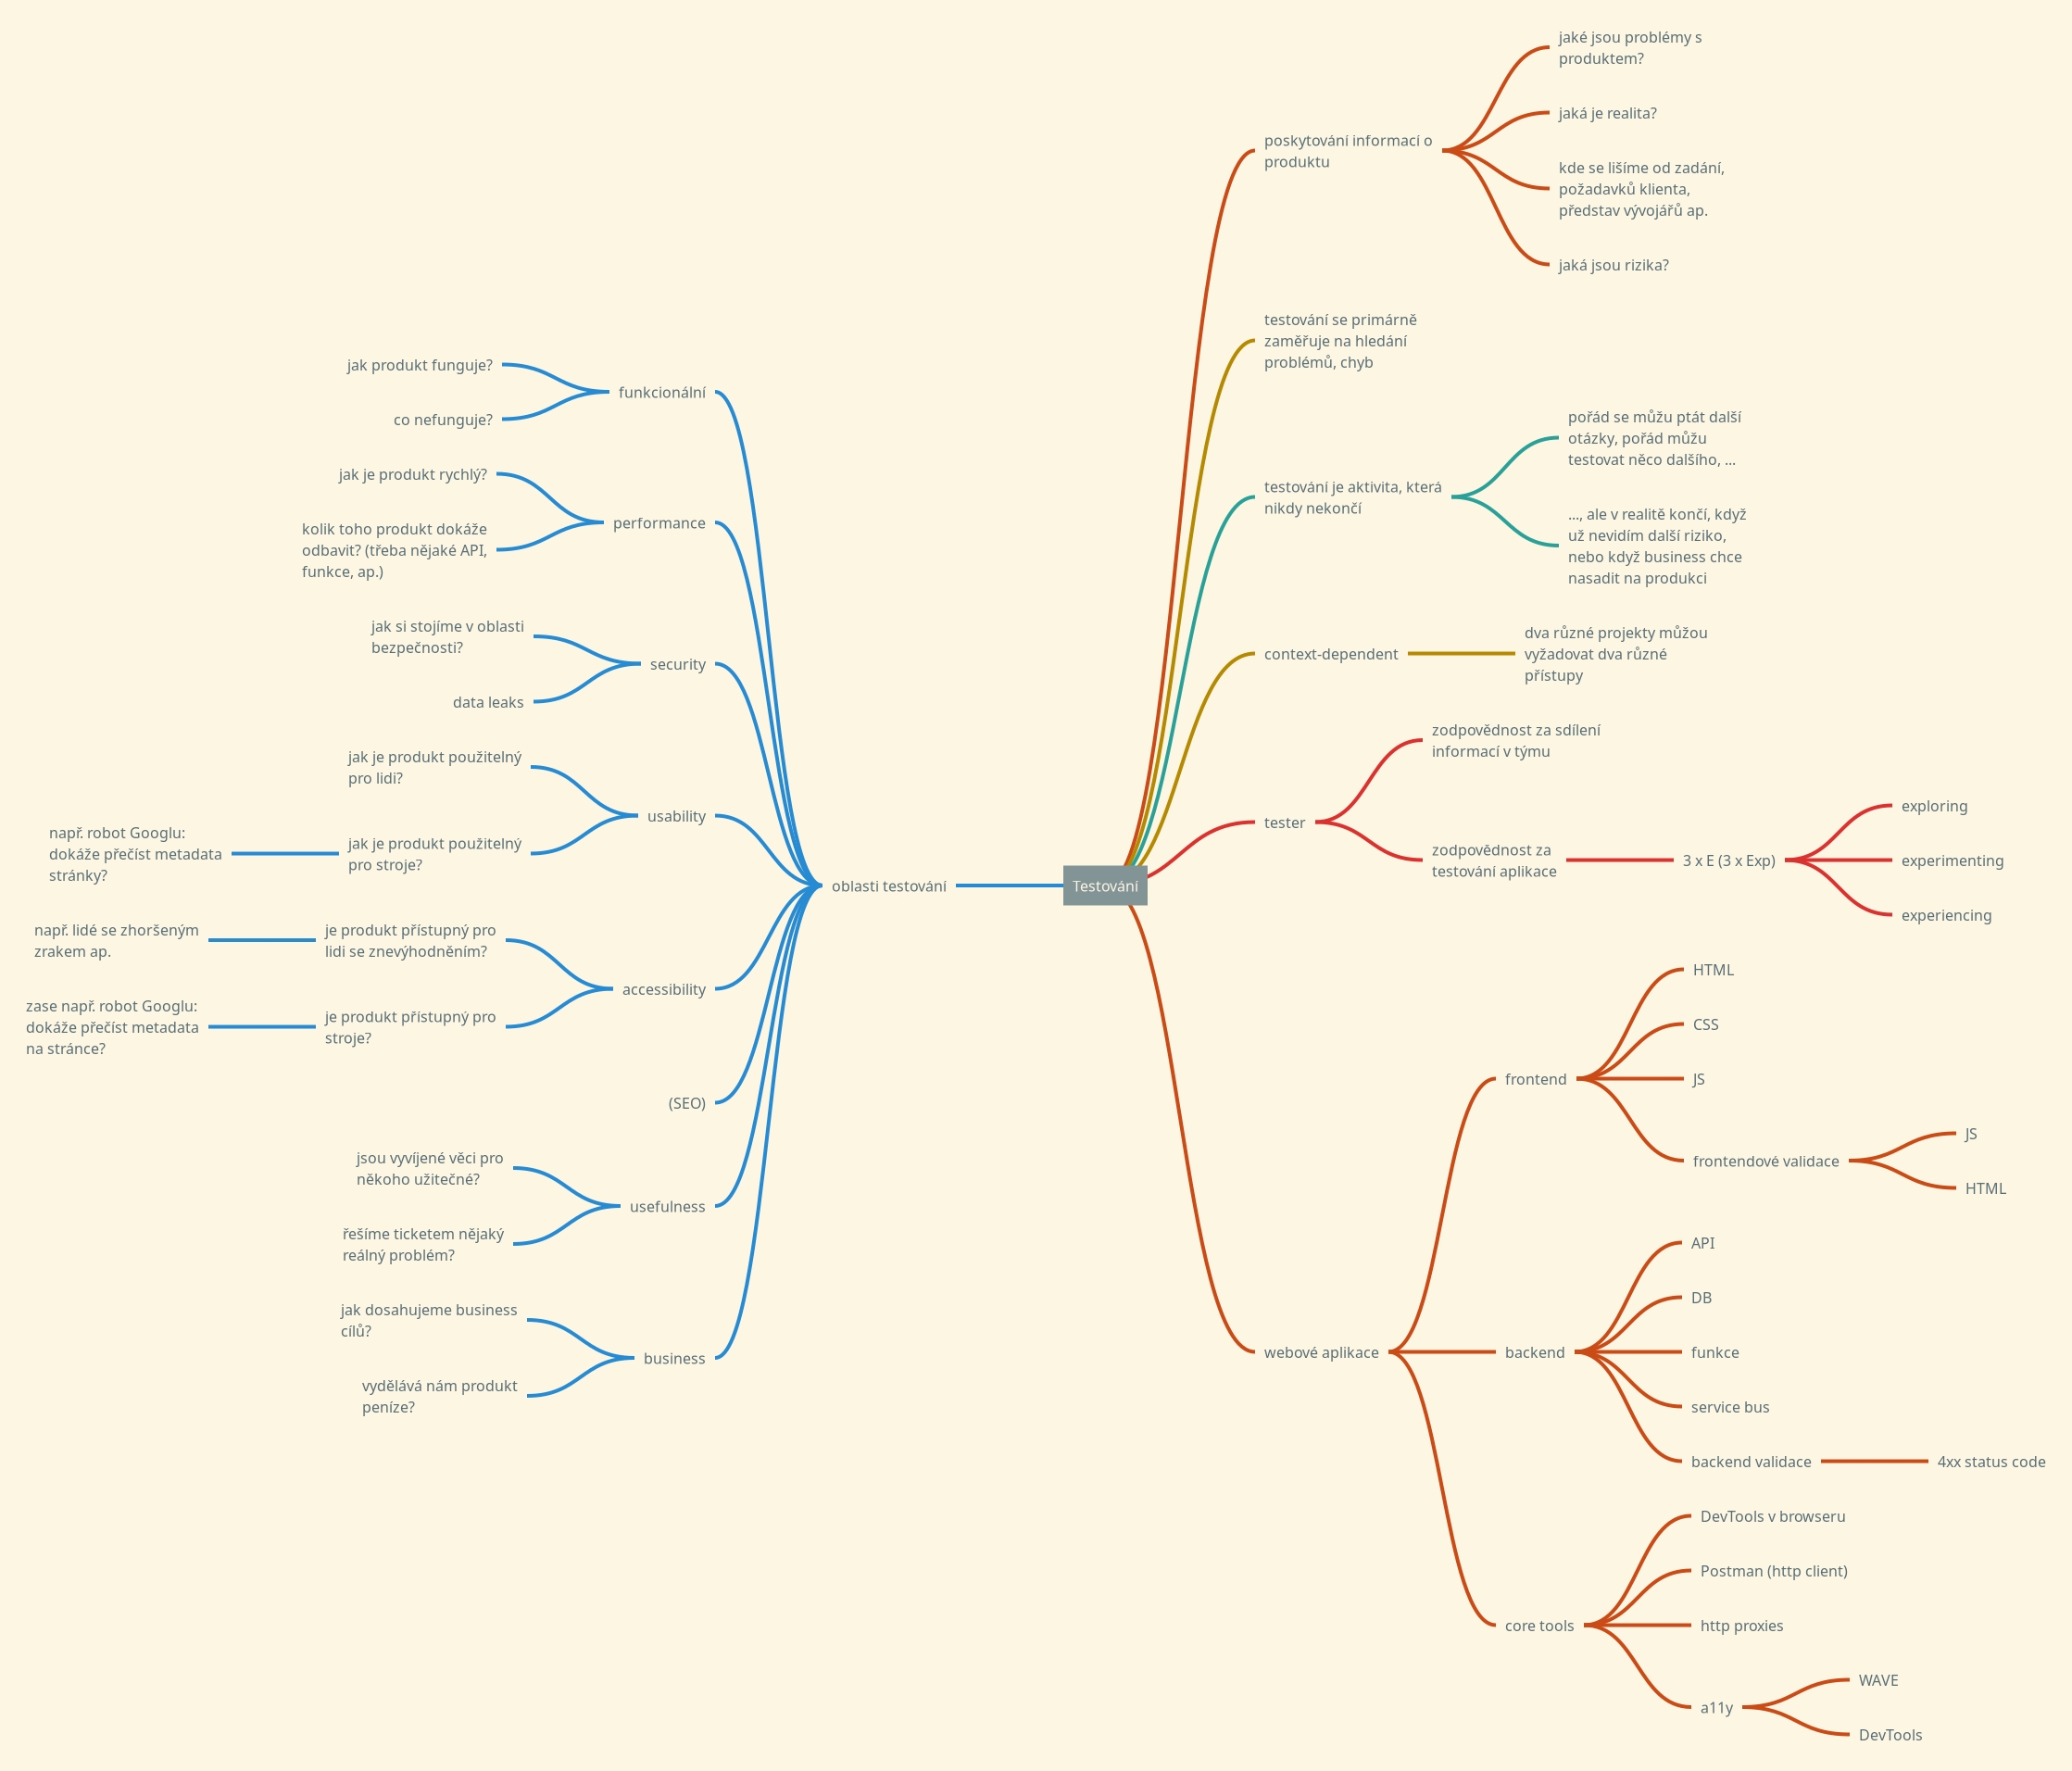 Testování
poskytování informací o
produktu
jaké jsou problémy s
produktem?
jaká je realita?
kde se lišíme od zadání,
požadavků klienta,
představ vývojářů ap.
jaká jsou rizika?
testování se primárně
zaměřuje na hledání
problémů, chyb
testování je aktivita, která
nikdy nekončí
pořád se můžu ptát další
otázky, pořád můžu
testovat něco dalšího, ...
..., ale v realitě končí, když
už nevidím další riziko,
nebo když business chce
nasadit na produkci
context-dependent
dva různé projekty můžou
vyžadovat dva různé
přístupy
tester
zodpovědnost za sdílení
informací v týmu
zodpovědnost za
testování aplikace
3 x E (3 x Exp)
exploring
experimenting
experiencing
webové aplikace
frontend
HTML
CSS
JS
frontendové validace
JS
HTML
backend
API
DB
funkce
service bus
backend validace
4xx status code
core tools
DevTools v browseru
Postman (http client)
http proxies
a11y
WAVE
DevTools
oblasti testování
funkcionální
jak produkt funguje?
co nefunguje?
performance
jak je produkt rychlý?
kolik toho produkt dokáže
odbavit? (třeba nějaké API,
funkce, ap.)
security
jak si stojíme v oblasti
bezpečnosti?
data leaks
usability
jak je produkt použitelný
pro lidi?
jak je produkt použitelný
pro stroje?
např. robot Googlu:
dokáže přečíst metadata
stránky?
accessibility
je produkt přístupný pro
lidi se znevýhodněním?
např. lidé se zhoršeným
zrakem ap.
je produkt přístupný pro
stroje?
zase např. robot Googlu:
dokáže přečíst metadata
na stránce?
(SEO)
usefulness
jsou vyvíjené věci pro
někoho užitečné?
řešíme ticketem nějaký
reálný problém?
business
jak dosahujeme business
cílů?
vydělává nám produkt
peníze?